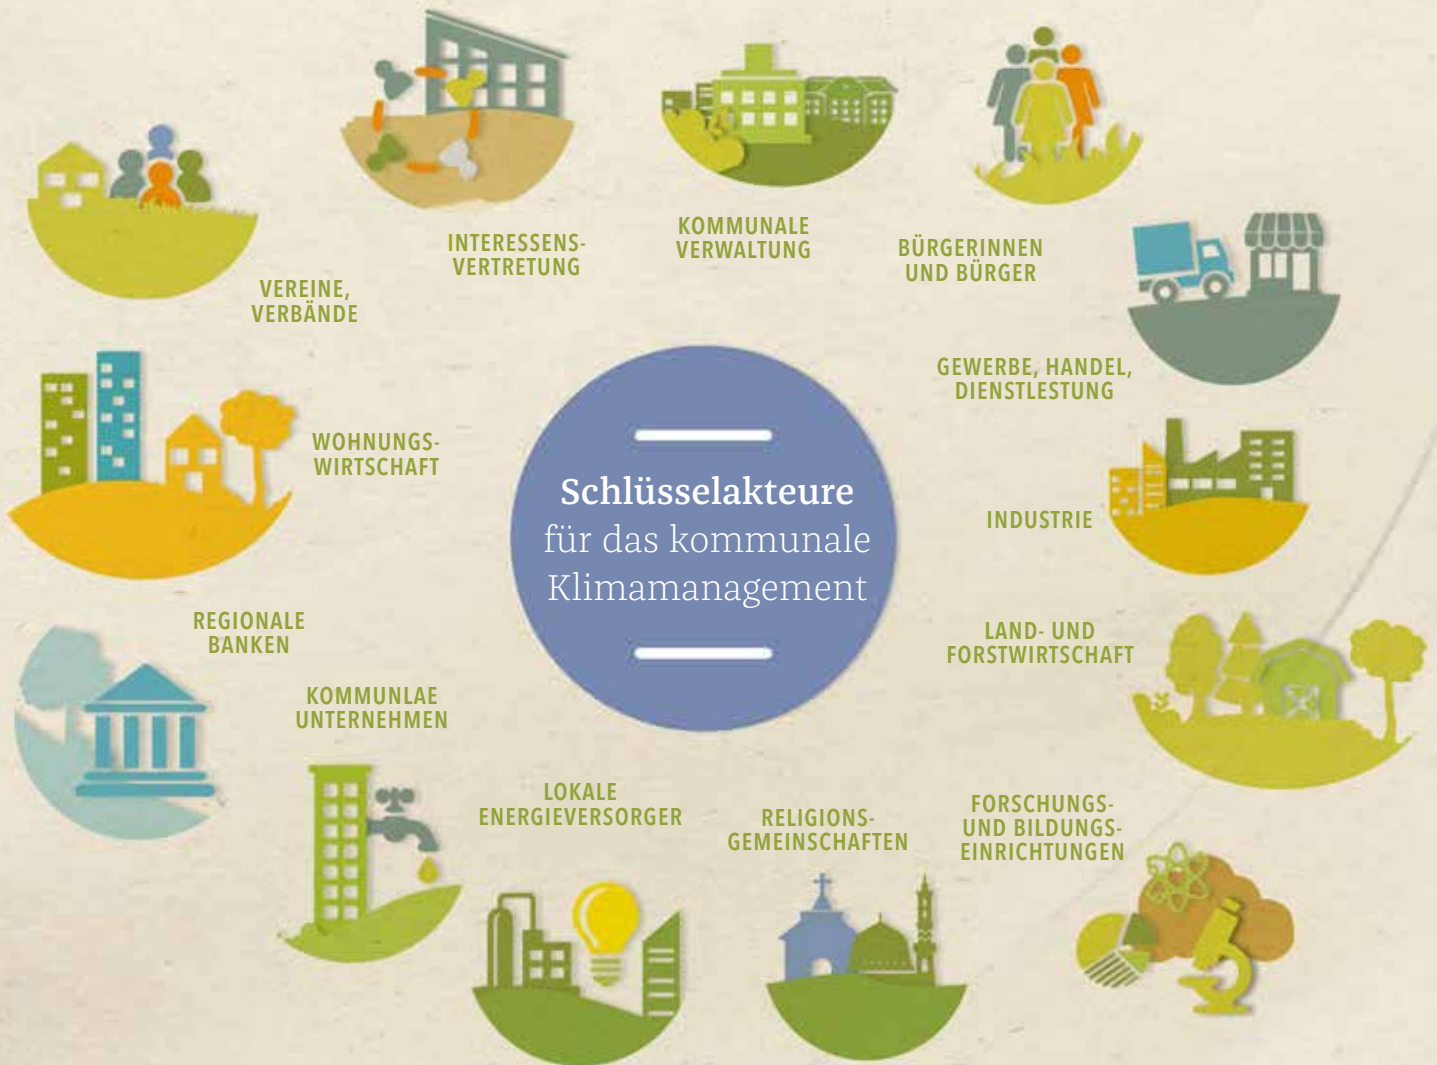 INTERESSENS-
VERTRETUNG
KOMMUNALE
VERWALTUNG
BÜRGERINNEN
UND BÜRGER
VEREINE,
VERBÄNDE
GEWERBE, HANDEL,
DIENSTLESTUNG
WOHNUNGS-
WIRTSCHAFT
Schlüsselakteure
für das kommunale
Klimamanagement
INDUSTRIE
REGIONALE
BANKEN
LAND- UND
FORSTWIRTSCHAFT
KOMMUNLAE
UNTERNEHMEN
LOKALE
ENERGIEVERSORGER
RELIGIONS-
GEMEINSCHAFTEN
FORSCHUNGS-
UND BILDUNGS-
EINRICHTUNGEN